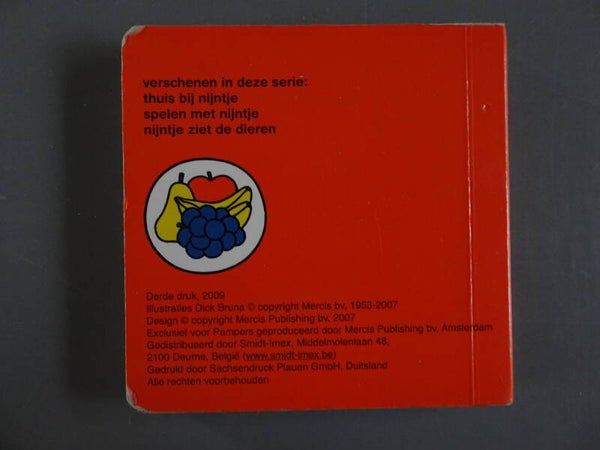 verschenen in deze serie:
thuis bij nijntje
spelen met nijntje
nijntje ziet de dieren
Derde druk, 2009
Illustraties Dick Bruna © copyright Mercis bv, 1953-2007
Design © copyright Mercis Publishing bv, 2007
Exclusief voor Pampers geproduceerd door Mercis Publishing bv, Amsterdam
Gedistribueerd door Smidt-Imex, Middelmolenlaan 48,
2100 Deurne, België (www.smidt-imex.be)
Gedrukt door Sachsendruck Plauen GmbH, Duitsland
Alle rechten voorbehouden